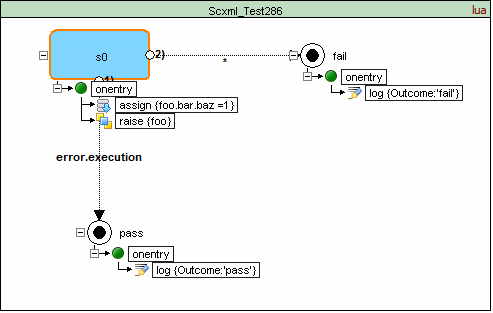 Scxml_Test286 lua
s0 2) fail
*
1)
onentry onentry
assign {foo.bar.baz =1} log {Outcome:'fail'}
raise {foo}
error.execution
pass
onentry
log {Outcome:'pass'}